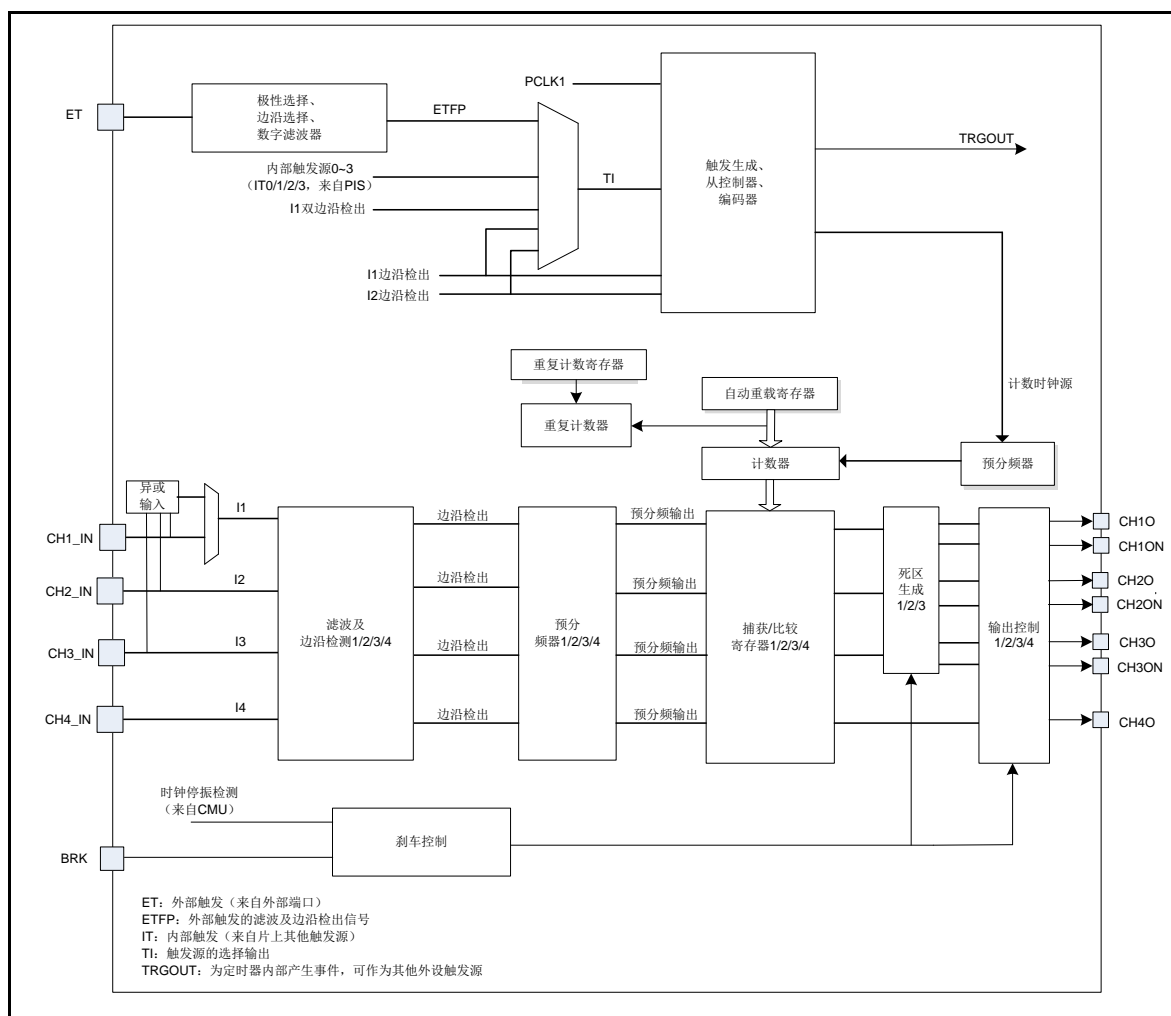 PCLK1
ET
极性选择、
边沿选择、
数字滤波器
ETFP
内部触发源0~3
（IT0/1/2/3，来自PIS）
I1双边沿检出
TI
I1边沿检出
I2边沿检出
触发生成、
从控制器、
编码器
TRGOUT
重复计数寄存器
自动重载寄存器
计数时钟源
重复计数器
计数器
预分频器
异或
输入
CH1_IN
CH2_IN
CH3_IN
CH4_IN
I1
I2
I3
I4
滤波及
边沿检测1/2/3/4
边沿检出
边沿检出
边沿检出
边沿检出
预分
频器1/2/3/4
预分频输出
预分频输出
预分频输出
预分频输出
捕获/比较
寄存器1/2/3/4
死区
生成
1/2/3
输出控制
1/2/3/4
CH1O
CH1ON
CH2O
CH2ON
CH3O
CH3ON
CH4O
时钟停振检测
（来自CMU）
BRK
刹车控制
ET：外部触发（来自外部端口）
ETFP：外部触发的滤波及边沿检出信号
IT：内部触发（来自片上其他触发源）
TI：触发源的选择输出
TRGOUT：为定时器内部产生事件，可作为其他外设触发源